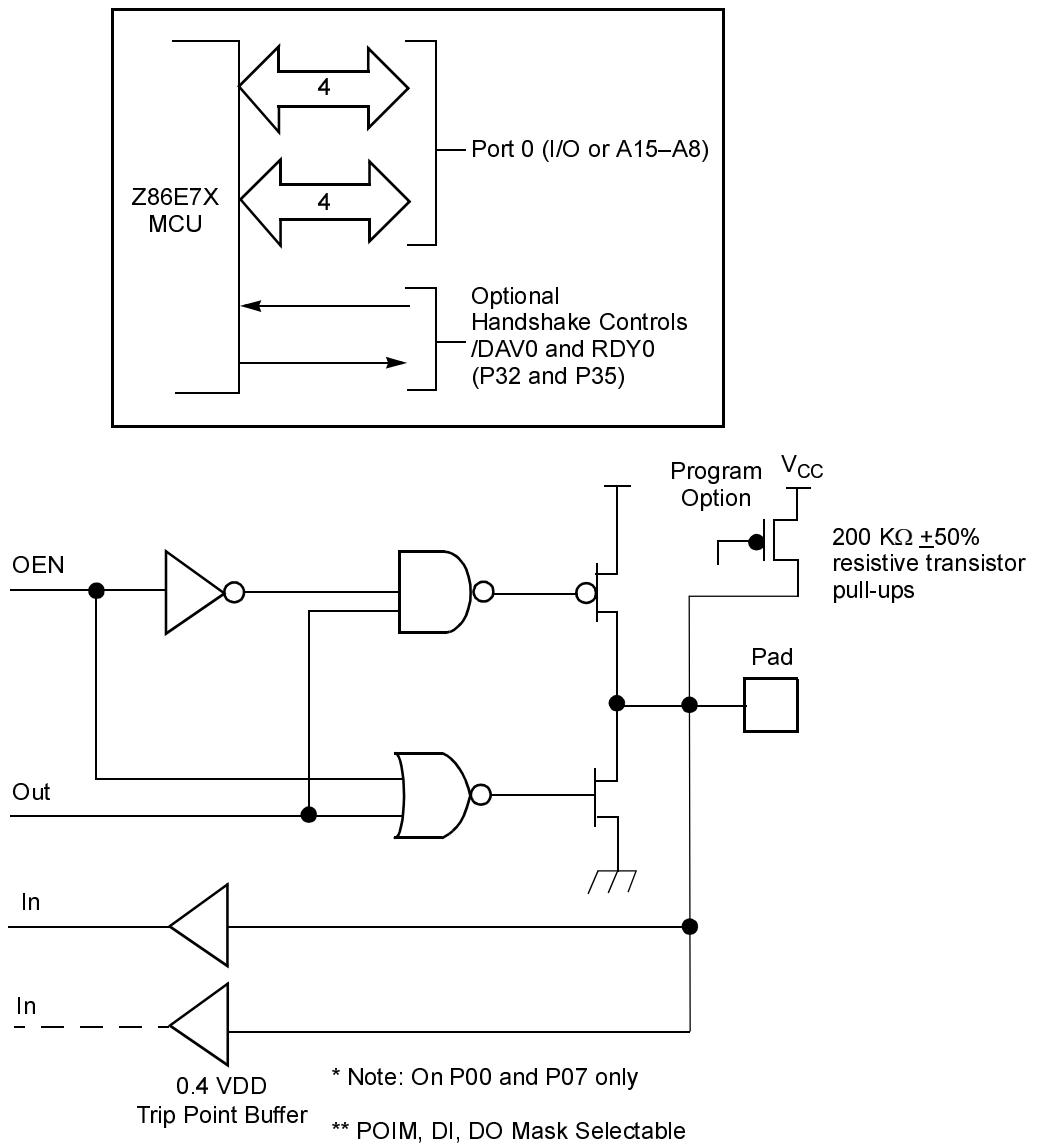 4
Port 0 (I/O or A15–A8)
4
Z86E7X
MCU
Optional
Handshake Controls
/DAV0 and RDY0
(P32 and P35)
Program
Option
VCC
200 KΩ ±50%
resistive transistor
pull-ups
OEN
Pad
Out
In
In
0.4 VDD
Trip Point Buffer
* Note: On P00 and P07 only
** POIM, DI, DO Mask Selectable